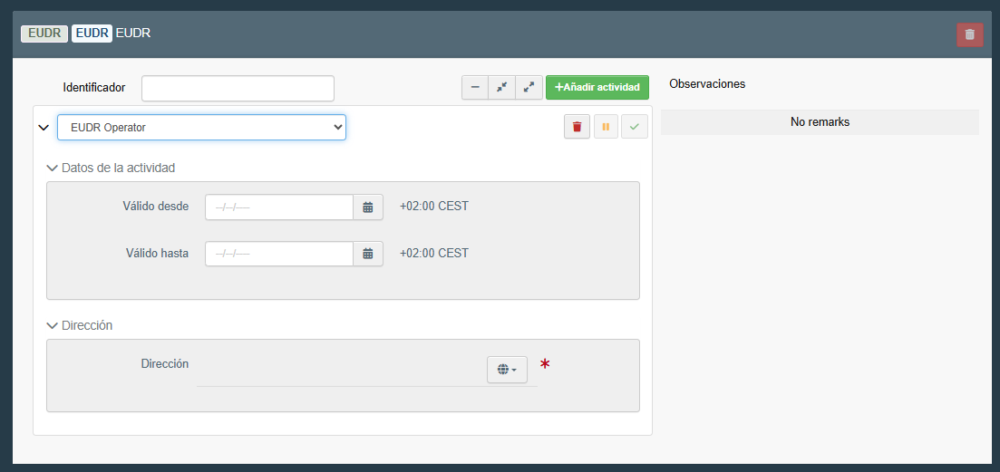 EUDR EUDR EUDR
Identificador
+Añadir actividad
Observaciones
No remarks
EUDR Operator
Datos de la actividad
Válido desde --/--/---- +02:00 CEST
Válido hasta --/--/---- +02:00 CEST
Dirección
Dirección *